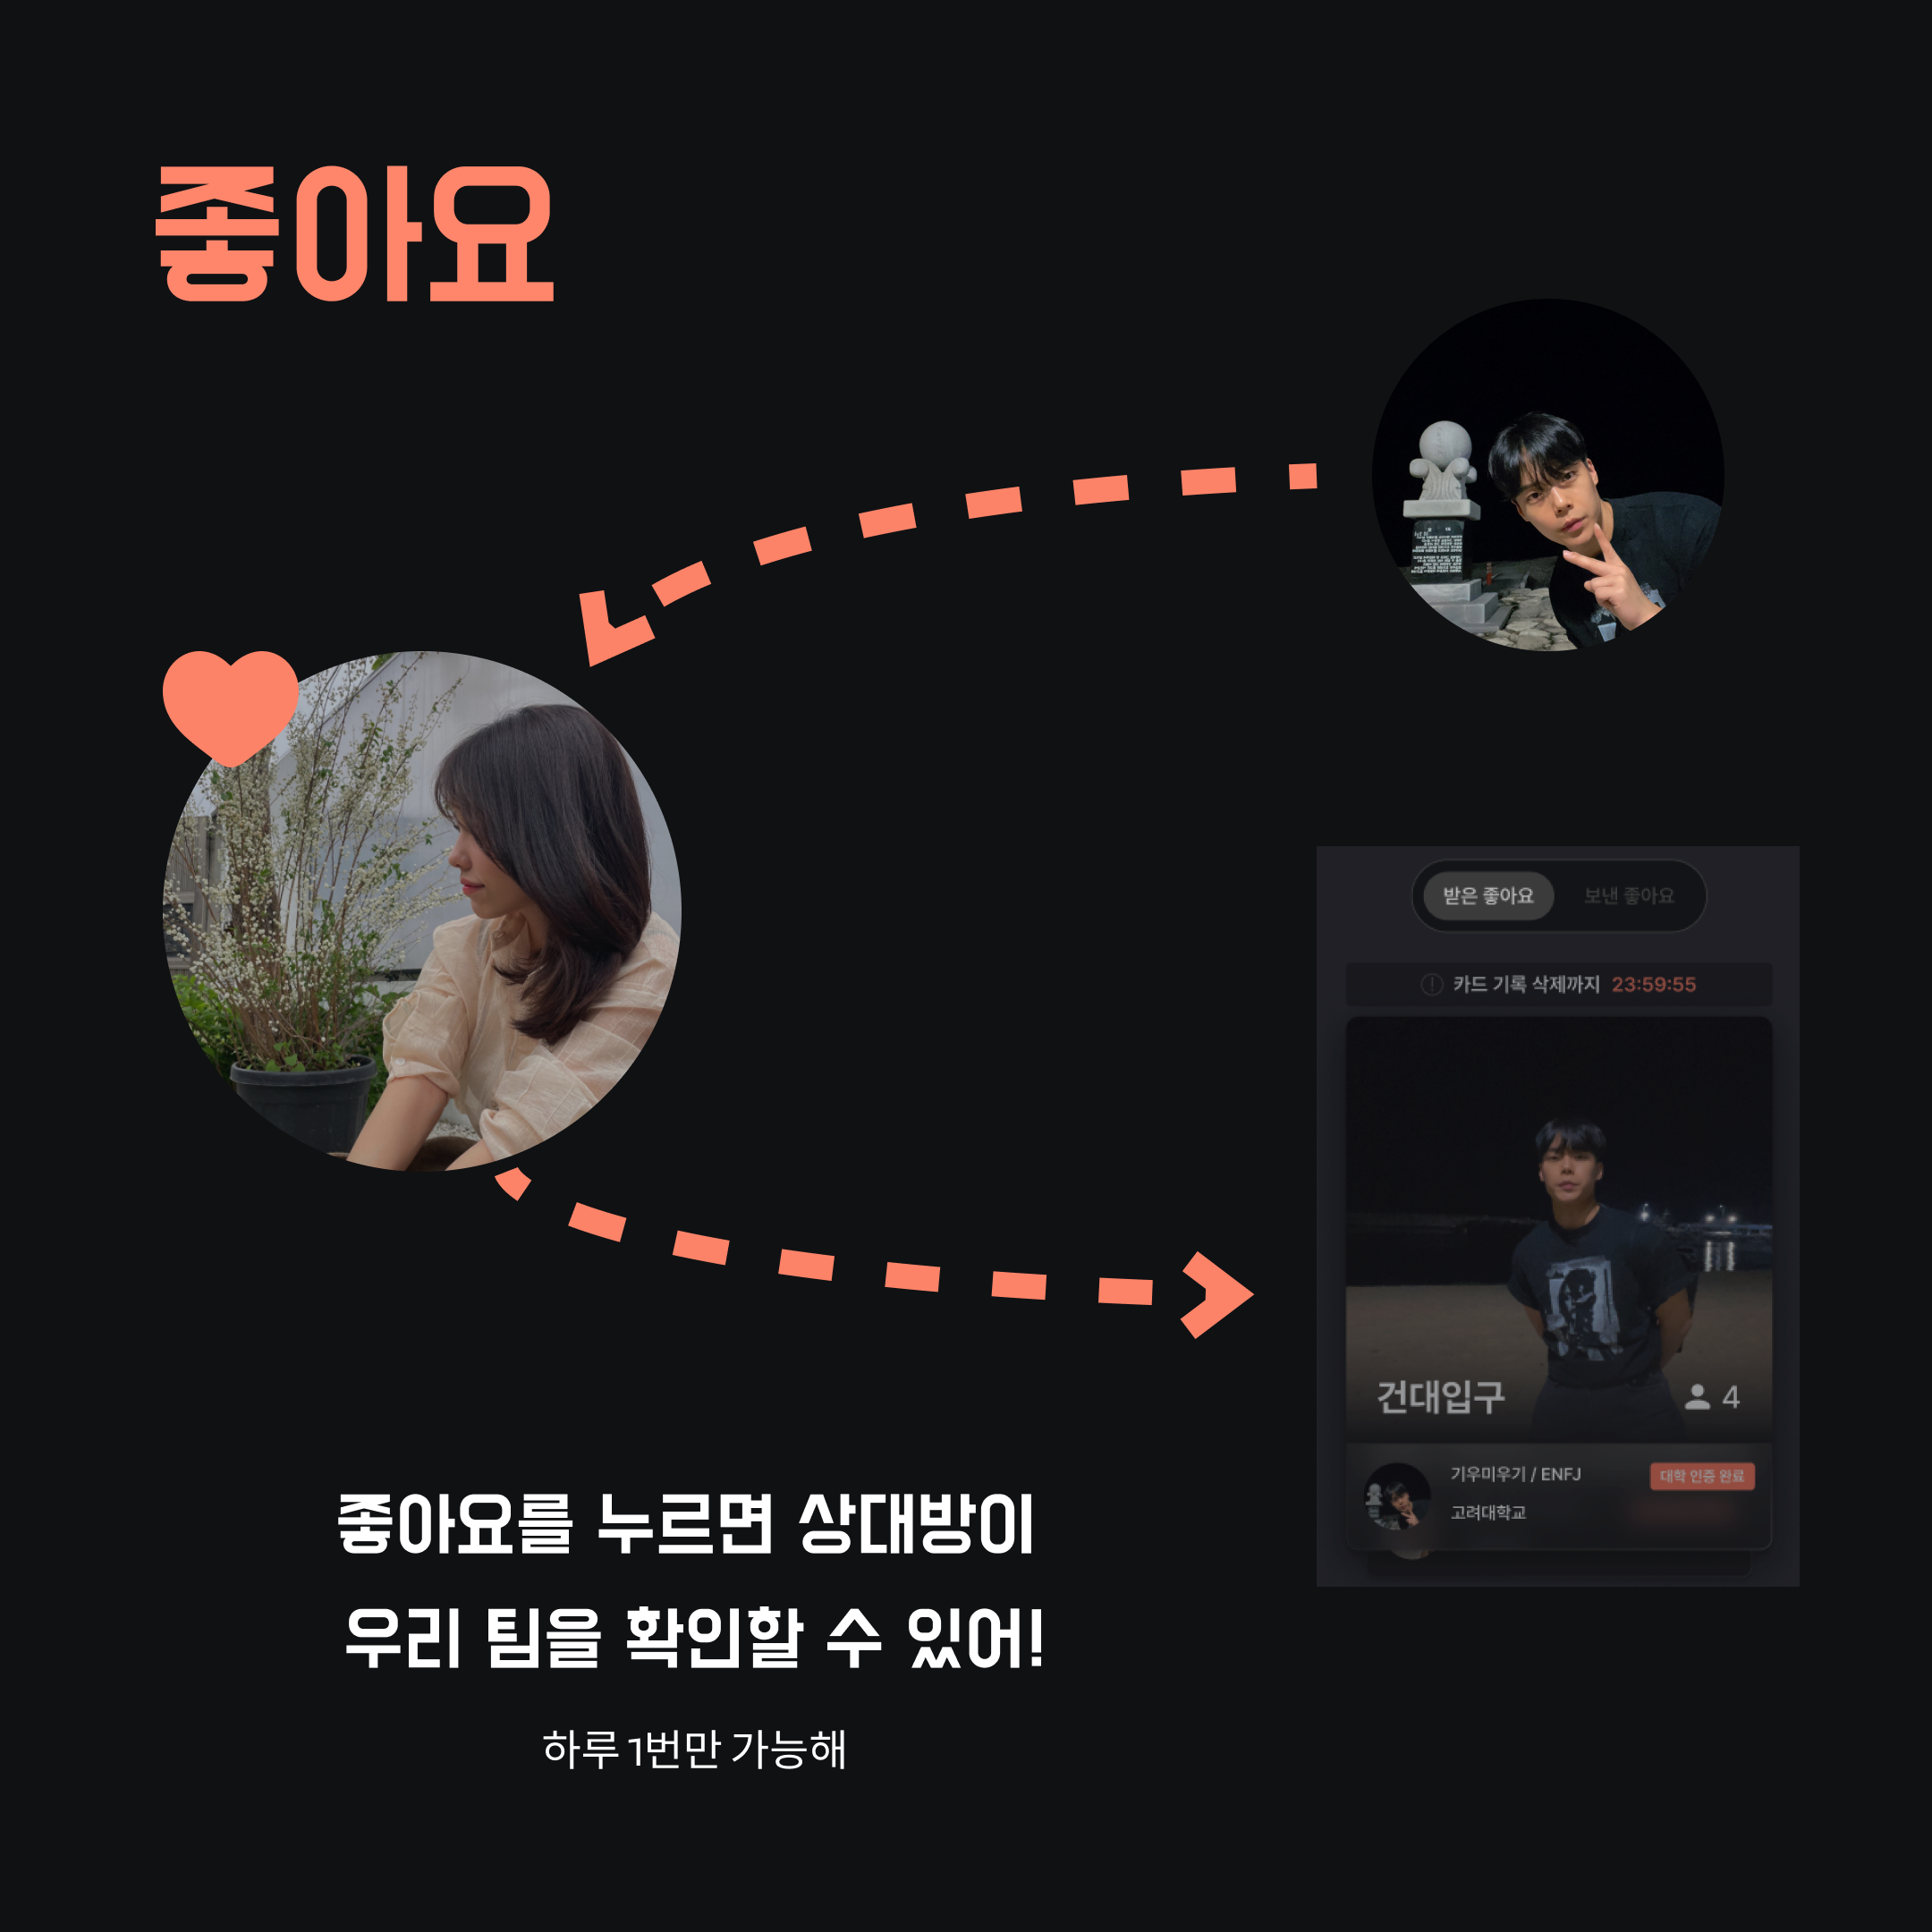 좋아요
받은 좋아요 보낸 좋아요
카드 기록 삭제까지 23:59:55
건대입구 4
기우미우기 / ENFJ 대학 인증 완료
고려대학교
좋아요를 누르면 상대방이
우리 팀을 확인할 수 있어!
하루 1번만 가능해